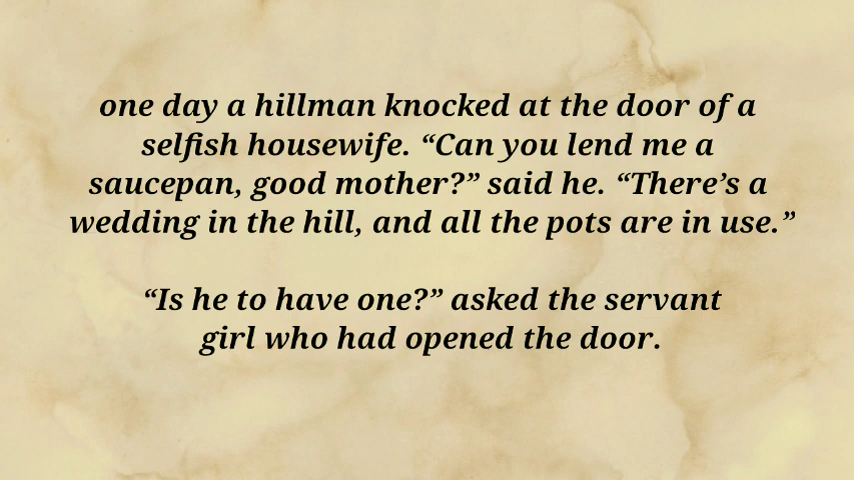 one day a hillman knocked at the door of a
selfish housewife. “Can you lend me a
saucepan, good mother?” said he. “There’s a
wedding in the hill, and all the pots are in use.”
“Is he to have one?” asked the servant
girl who had opened the door.